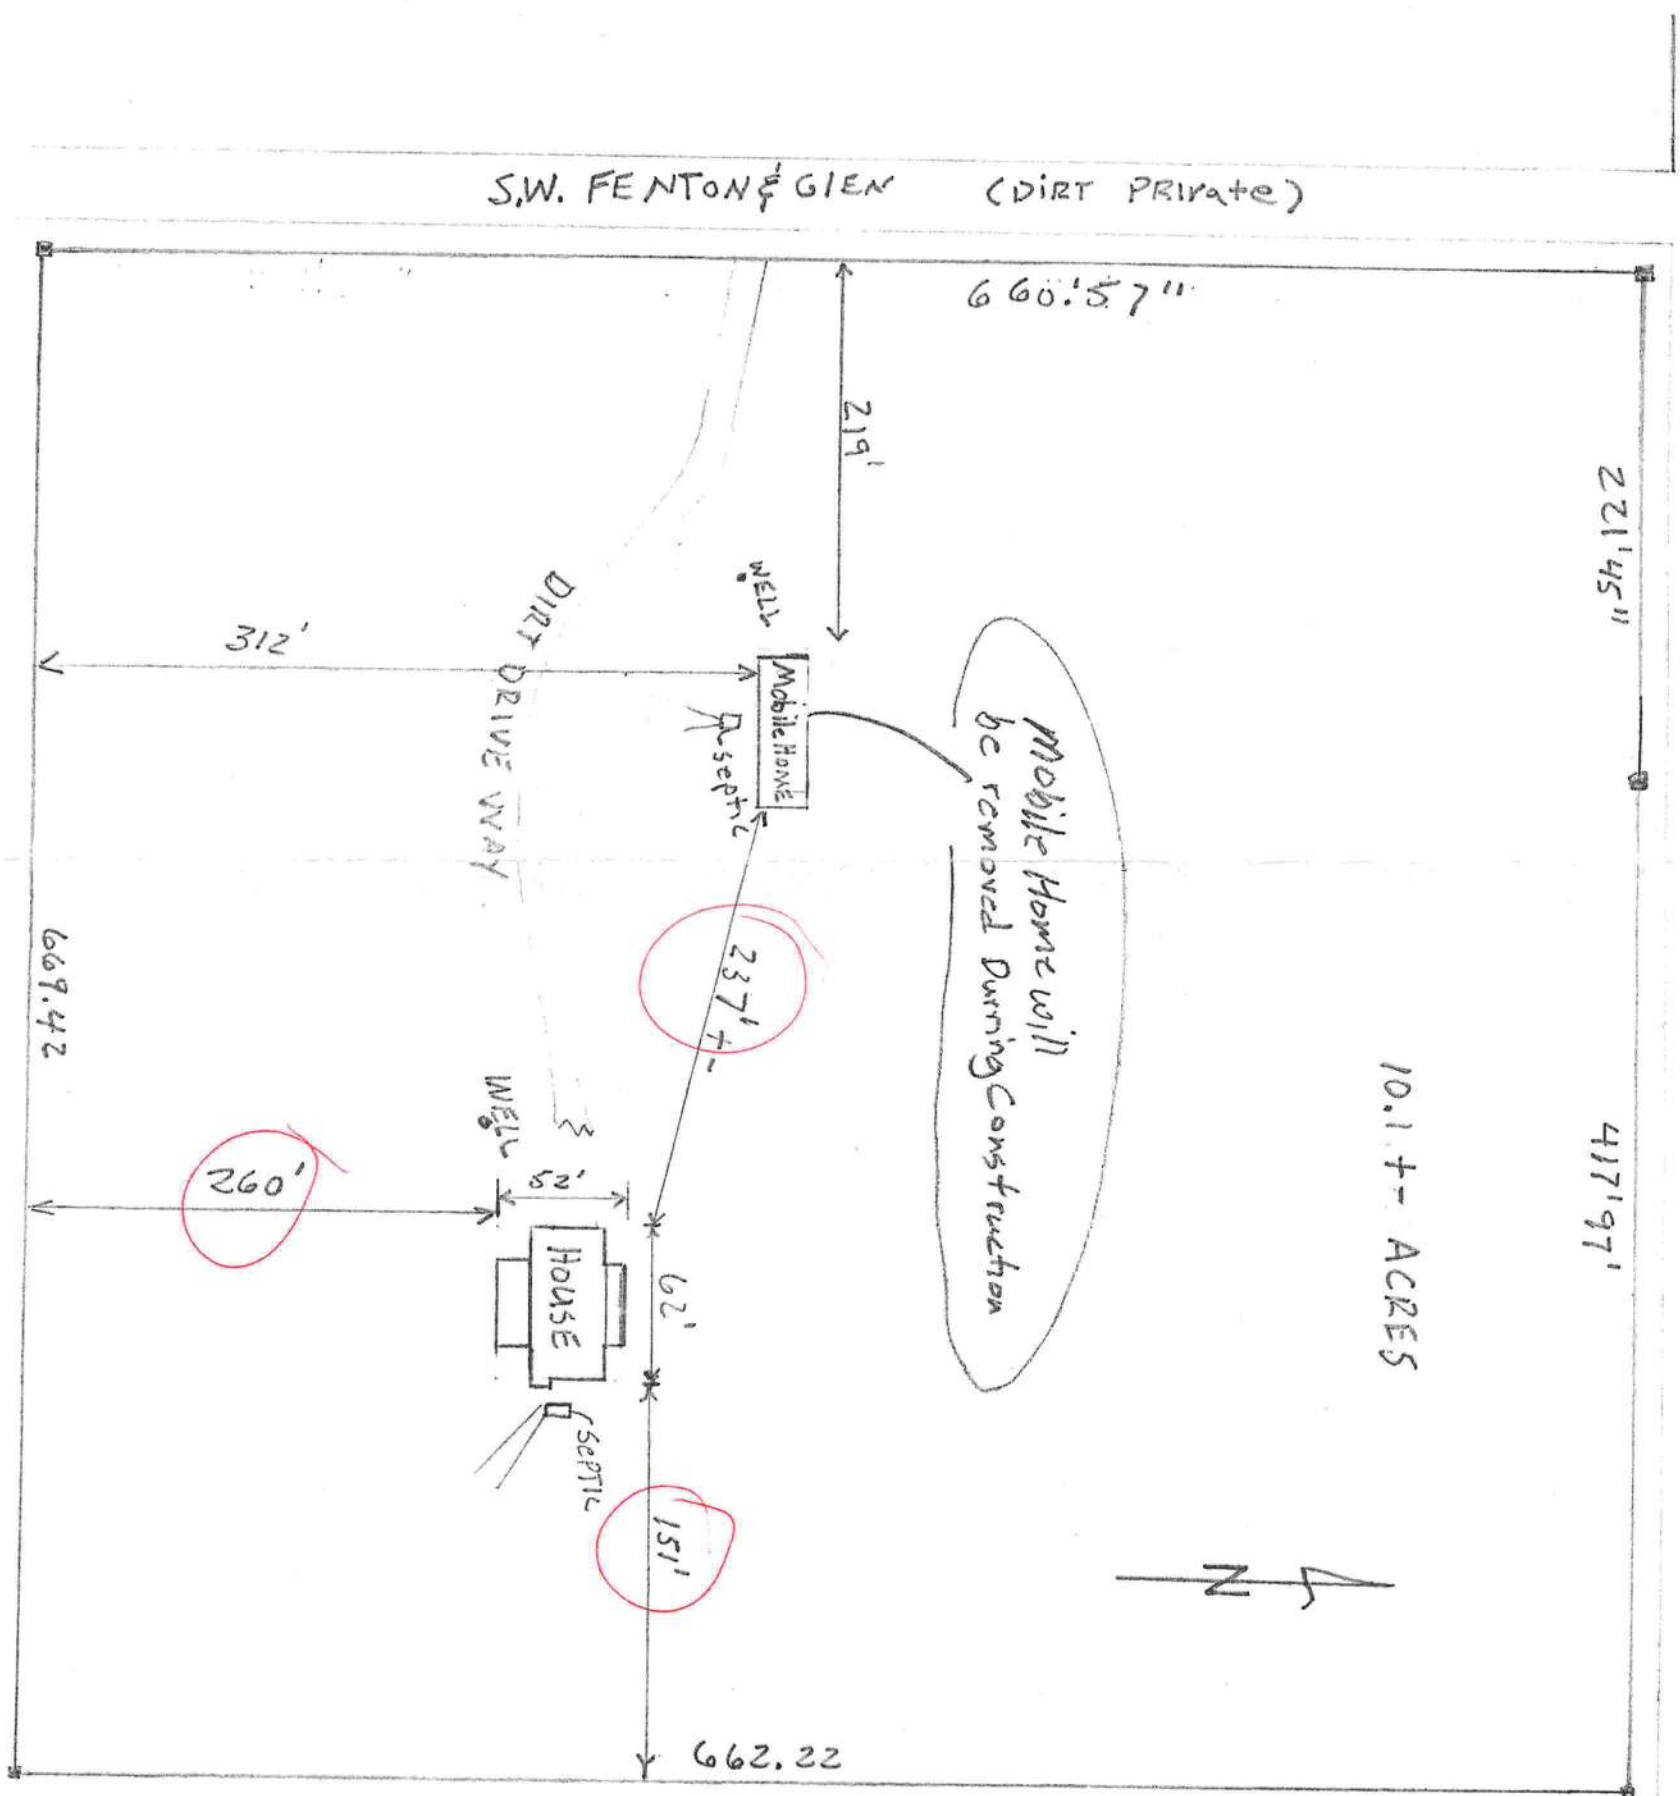 S.W. FENTON & GlEN (DiRT PRIvate)
660.'57"
219'
221'45"
WELL
312'
DIRT DRIVE WAY
Mobile HOME
septic
Mobile Home will
be removed Durring Construction
237' +-
10.1 +- ACRES
417'97'
669.42
WELL
260'
52'
62'
HOUSE
SEPTIC
151'
N
662.22